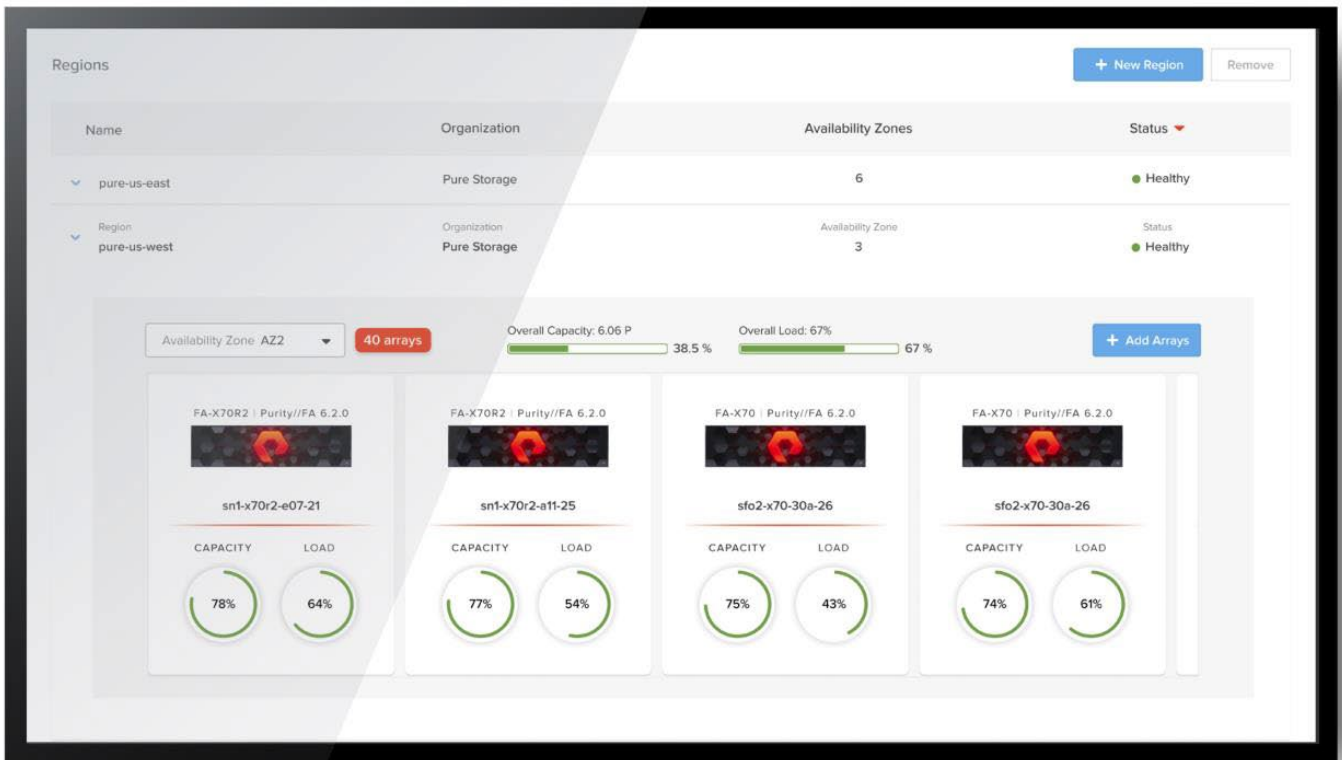 Regions
+ New Region
Remove
Name Organization Availability Zones Status
pure-us-east Pure Storage 6 Healthy
Region Organization Availability Zone Status
pure-us-west Pure Storage 3 Healthy
Availability Zone AZ2
40 arrays
Overall Capacity: 6.06 P
38.5 %
Overall Load: 67%
67 %
+ Add Arrays
FA-X70R2 | Purity//FA 6.2.0
sn1-x70r2-e07-21
CAPACITY LOAD
78% 64%
FA-X70R2 | Purity//FA 6.2.0
sn1-x70r2-a11-25
CAPACITY LOAD
77% 54%
FA-X70 | Purity//FA 6.2.0
sfo2-x70-30a-26
CAPACITY LOAD
75% 43%
FA-X70 | Purity//FA 6.2.0
sfo2-x70-30a-26
CAPACITY LOAD
74% 61%